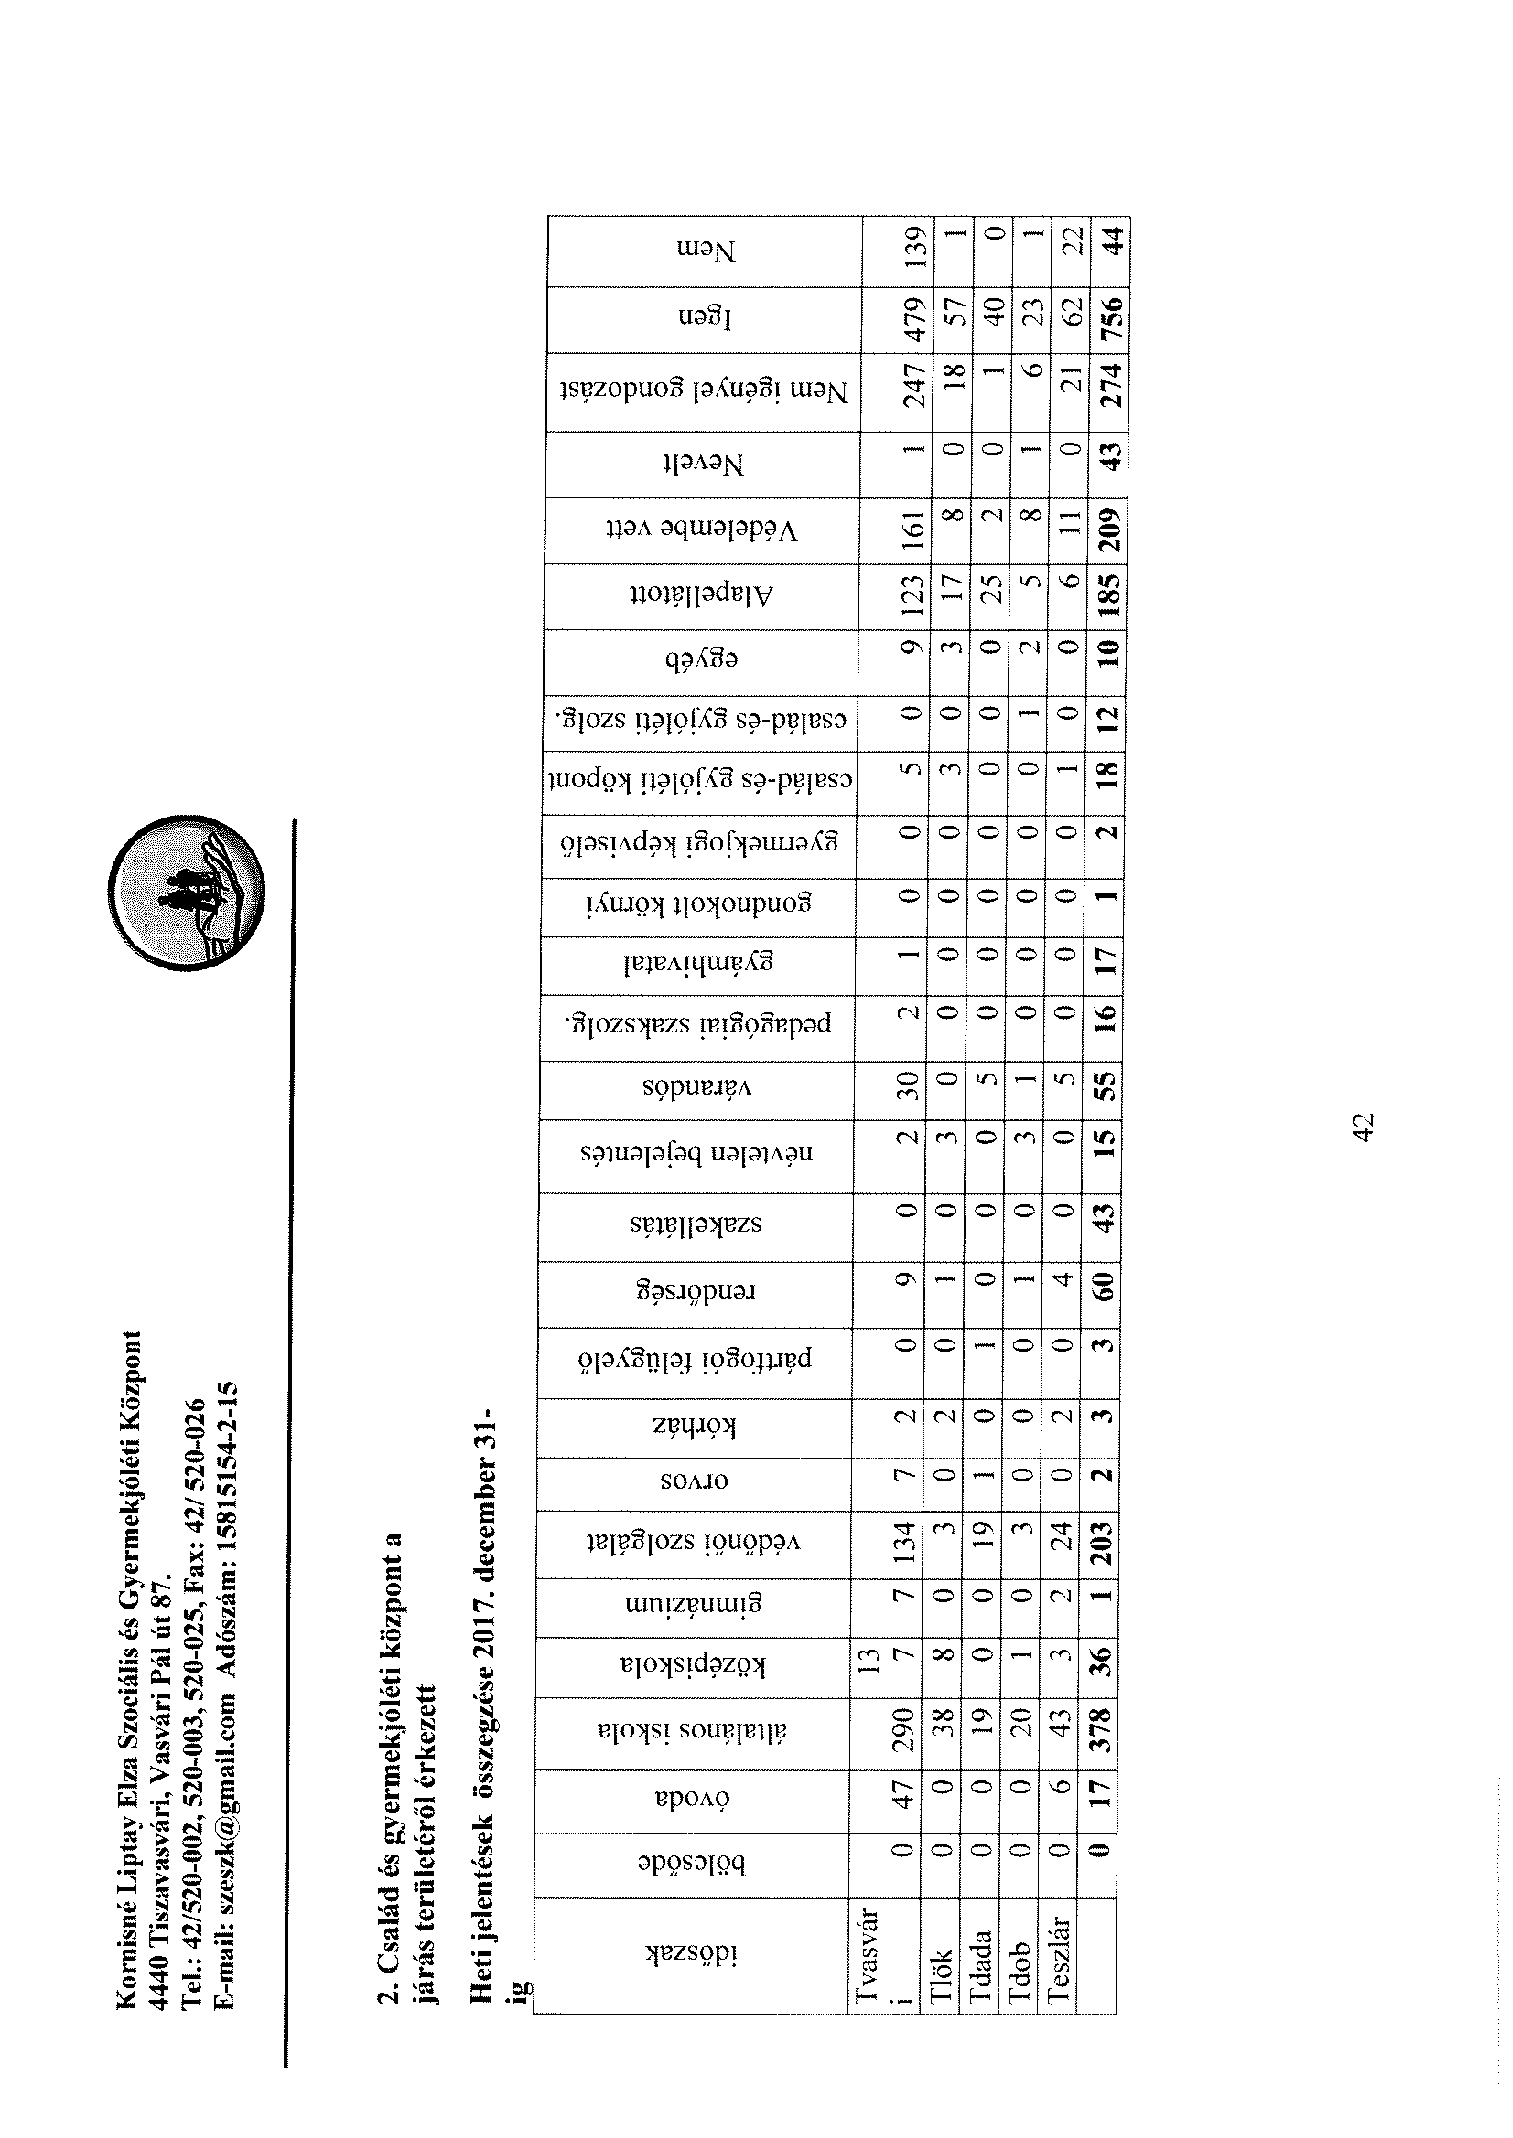 Kornisné Liptay Elza Szociális és Gyermekjóléti Központ
4440 Tiszavasvári, Vasvári Pál út 87.
Tel.: 42/520-002, 520-003, 520-025, Fax: 42/ 520-026
E-mail: szeszk@gmail.com Adószám: 15815154-2-15
2. Család és gyermekjóléti központ a
járás területéről érkezett
Heti jelentések összegzése 2017. december 31-
ig
időszak bölcsőde óvoda általános iskola középiskola gimnázium védőnői szolgálat orvos kórház pártfogói felügyelő rendőrség szakellátás névtelen bejelentés várandós pedagógiai szakszolg. gyámhivatal gondnokolt környi gyermekjogi képviselő család-és gyjóléti köpont család-és gyjóléti szolg. egyéb Alapellátott Védelembe vett Nevelt Nem igényel gondozást Igen Nem
Tvasvár 13
i 0 47 290 7 7 134 7 2 0 9 0 2 30 2 1 0 0 5 0 9 123 161 1 247 479 139
Tlök 0 0 38 8 0 3 0 2 0 1 0 3 0 0 0 0 0 3 0 3 17 8 0 18 57 1
Tdada 0 0 19 0 0 19 1 0 1 0 0 0 5 0 0 0 0 0 0 0 25 2 0 1 40 0
Tdob 0 0 20 1 0 3 0 0 0 1 0 3 1 0 0 0 0 0 1 2 5 8 1 6 23 1
Teszlár 0 6 43 3 2 24 0 2 0 4 0 0 5 0 0 0 0 1 0 0 6 11 0 21 62 22
0 17 378 36 1 203 2 3 3 60 43 15 55 16 17 1 2 18 12 10 185 209 43 274 756 44
42